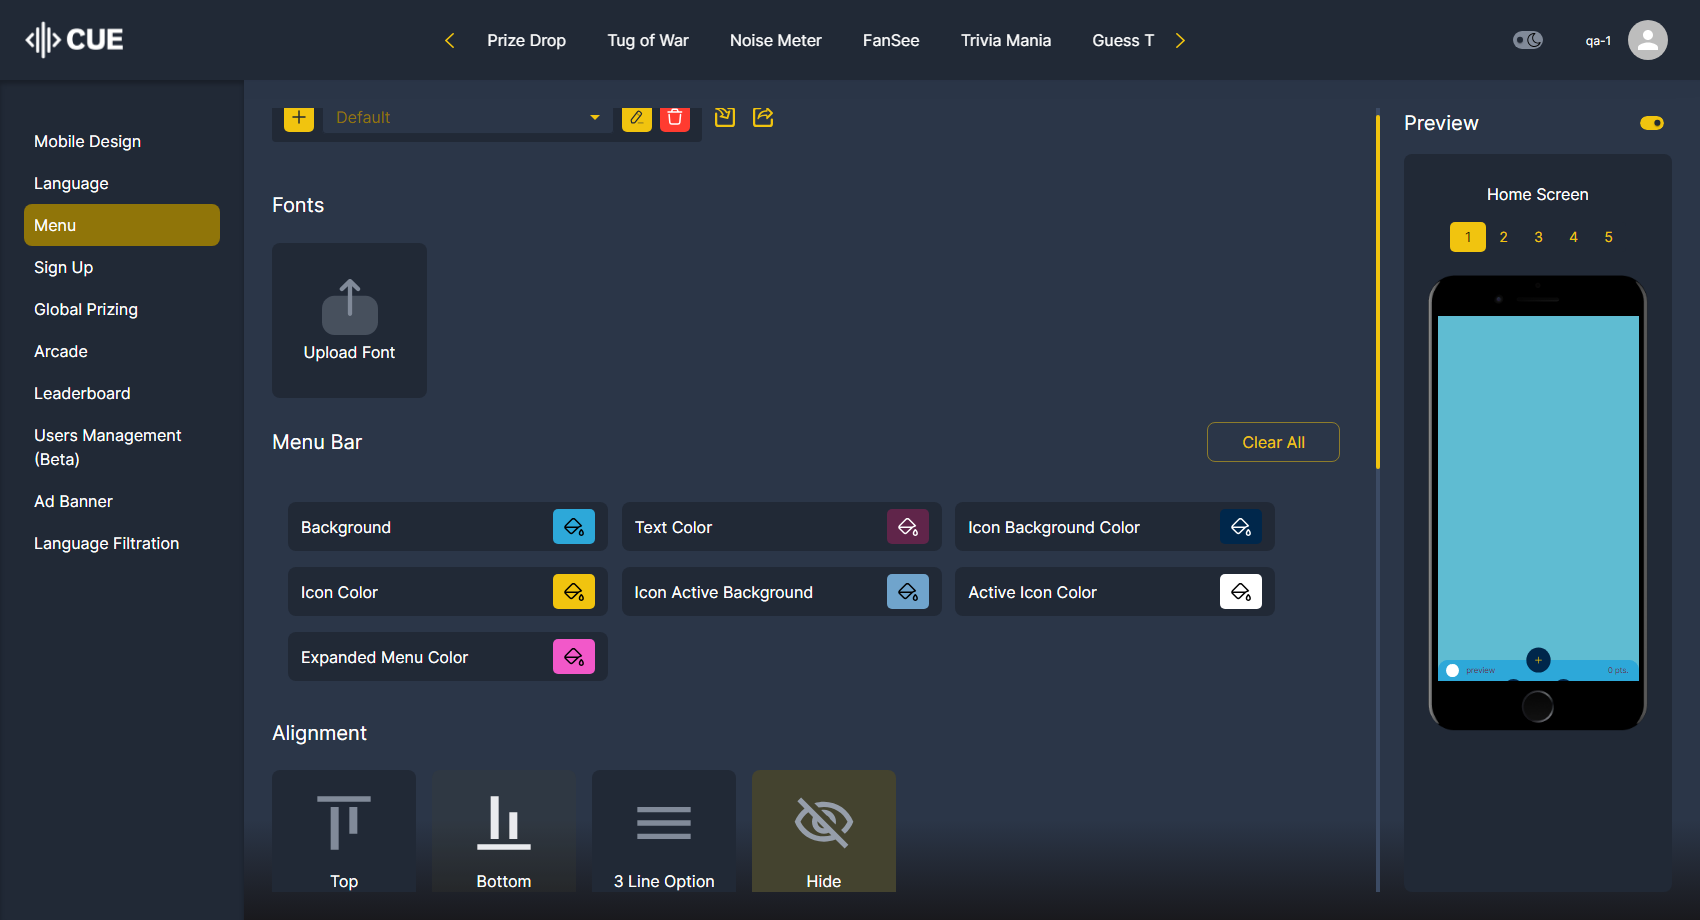 CUE
Prize Drop
Tug of War
Noise Meter
FanSee
Trivia Mania
Guess T
qa-1
Mobile Design
Language
Menu
Sign Up
Global Prizing
Arcade
Leaderboard
Users Management
(Beta)
Ad Banner
Language Filtration
Default
Fonts
Upload Font
Menu Bar
Clear All
Background
Text Color
Icon Background Color
Icon Color
Icon Active Background
Active Icon Color
Expanded Menu Color
Alignment
Top
Bottom
3 Line Option
Hide
Preview
Home Screen
1 2 3 4 5
preview
0 pts.